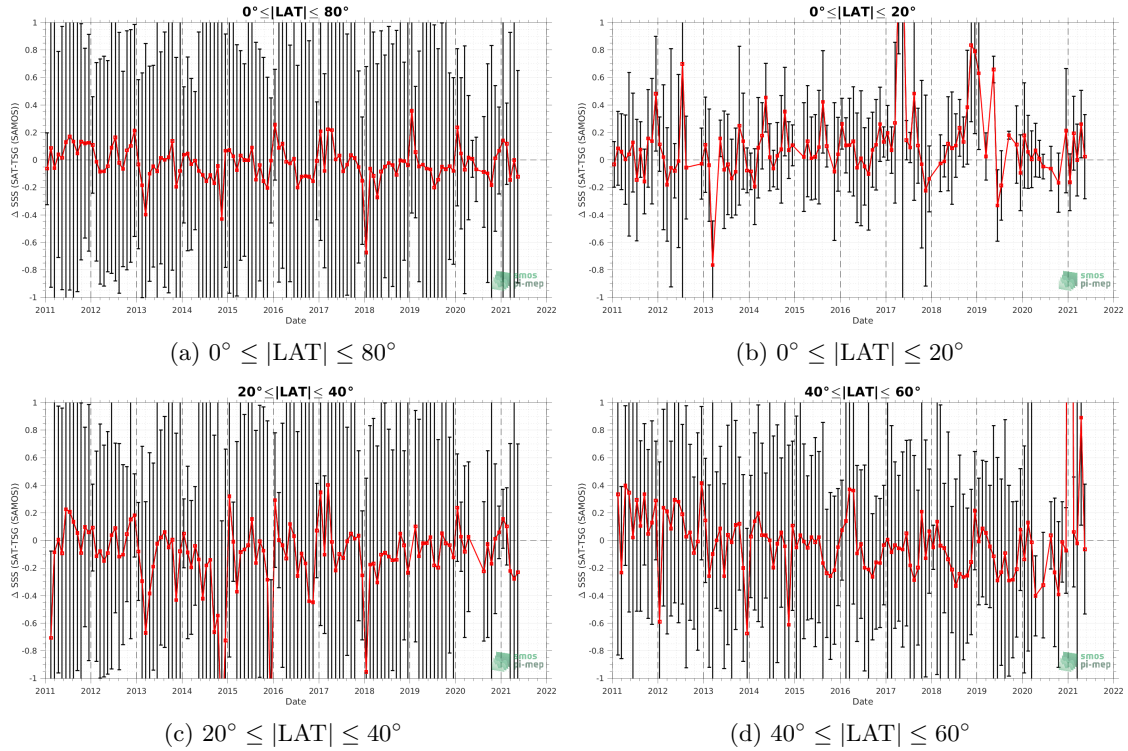 0°≤|LAT|≤ 80°
Δ SSS (SAT-TSG (SAMOS))
1
0.8
0.6
0.4
0.2
0
-0.2
-0.4
-0.6
-0.8
-1
2011 2012 2013 2014 2015 2016 2017 2018 2019 2020 2021 2022
Date
smos
pi-mep
(a) 0° ≤ |LAT| ≤ 80°
0°≤|LAT|≤ 20°
Δ SSS (SAT-TSG (SAMOS))
1
0.8
0.6
0.4
0.2
0
-0.2
-0.4
-0.6
-0.8
-1
2011 2012 2013 2014 2015 2016 2017 2018 2019 2020 2021 2022
Date
smos
pi-mep
(b) 0° ≤ |LAT| ≤ 20°
20°≤|LAT|≤ 40°
Δ SSS (SAT-TSG (SAMOS))
1
0.8
0.6
0.4
0.2
0
-0.2
-0.4
-0.6
-0.8
-1
2011 2012 2013 2014 2015 2016 2017 2018 2019 2020 2021 2022
Date
smos
pi-mep
(c) 20° ≤ |LAT| ≤ 40°
40°≤|LAT|≤ 60°
Δ SSS (SAT-TSG (SAMOS))
1
0.8
0.6
0.4
0.2
0
-0.2
-0.4
-0.6
-0.8
-1
2011 2012 2013 2014 2015 2016 2017 2018 2019 2020 2021 2022
Date
smos
pi-mep
(d) 40° ≤ |LAT| ≤ 60°